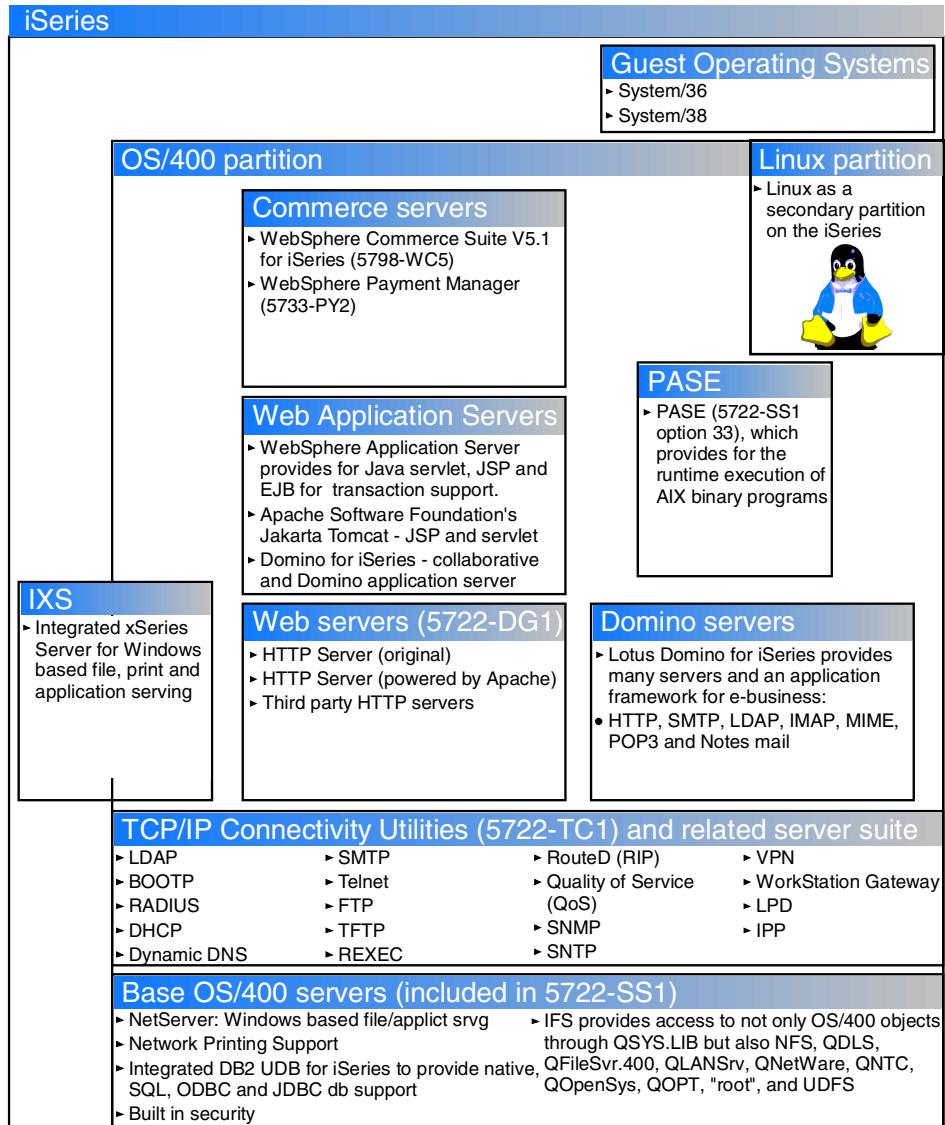 iSeries
Guest Operating Systems
► System/36
► System/38
OS/400 partition
Linux partition
► Linux as a
secondary partition
on the iSeries
Commerce servers
► WebSphere Commerce Suite V5.1
for iSeries (5798-WC5)
► WebSphere Payment Manager
(5733-PY2)
PASE
► PASE (5722-SS1
option 33), which
provides for the
runtime execution of
AIX binary programs
Web Application Servers
► WebSphere Application Server
provides for Java servlet, JSP and
EJB for transaction support.
► Apache Software Foundation's
Jakarta Tomcat - JSP and servlet
► Domino for iSeries - collaborative
and Domino application server
IXS
► Integrated xSeries
Server for Windows
based file, print and
application serving
Web servers (5722-DG1)
► HTTP Server (original)
► HTTP Server (powered by Apache)
► Third party HTTP servers
Domino servers
► Lotus Domino for iSeries provides
many servers and an application
framework for e-business:
● HTTP, SMTP, LDAP, IMAP, MIME,
POP3 and Notes mail
TCP/IP Connectivity Utilities (5722-TC1) and related server suite
► LDAP
► BOOTP
► RADIUS
► DHCP
► Dynamic DNS
► SMTP
► Telnet
► FTP
► TFTP
► REXEC
► RouteD (RIP)
► Quality of Service
(QoS)
► SNMP
► SNTP
► VPN
► WorkStation Gateway
► LPD
► IPP
Base OS/400 servers (included in 5722-SS1)
► NetServer: Windows based file/applict srvg
► Network Printing Support
► Integrated DB2 UDB for iSeries to provide native,
SQL, ODBC and JDBC db support
► Built in security
► IFS provides access to not only OS/400 objects
through QSYS.LIB but also NFS, QDLS,
QFileSvr.400, QLANSrv, QNetWare, QNTC,
QOpenSys, QOPT, "root", and UDFS